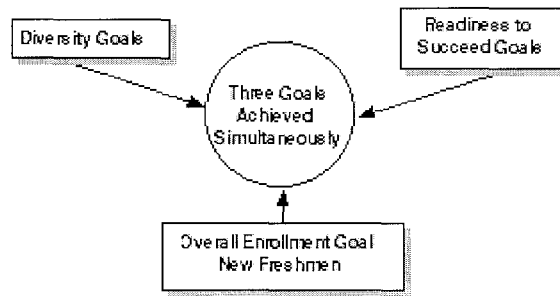 Diversity Goals
Readiness to
Succeed Goals
Three Goals
Achieved
Simultaneously
Overall Enrollment Goal
New Freshmen